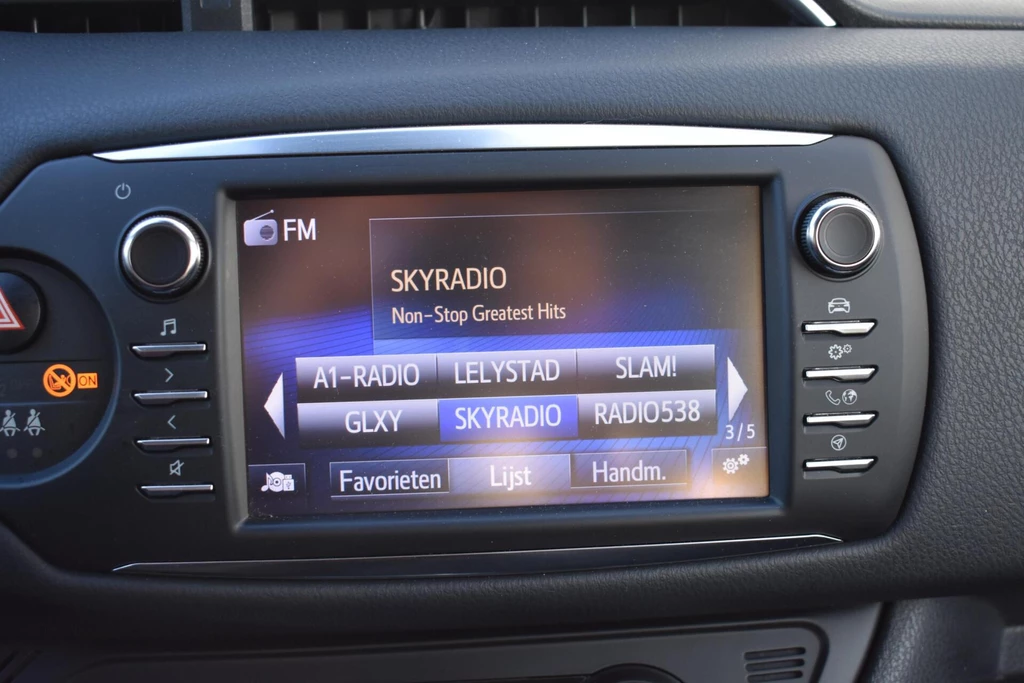 FM
SKYRADIO
Non-Stop Greatest Hits
A1-RADIO LELYSTAD SLAM!
GLXY SKYRADIO RADIO538
3/5
Favorieten Lijst Handm.
ON